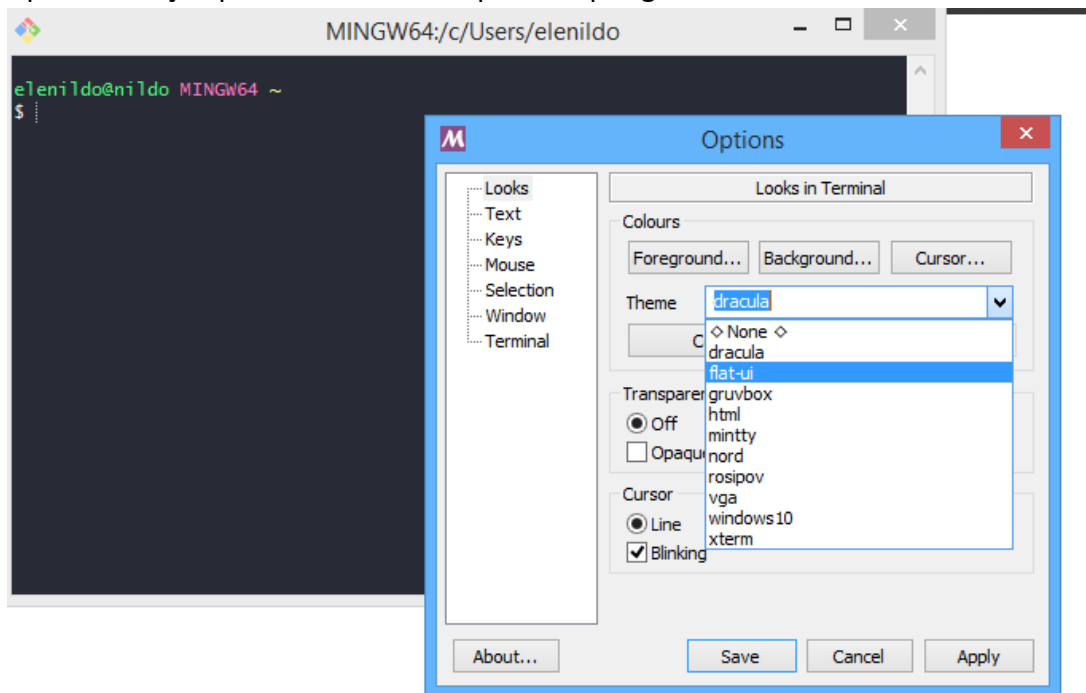 MINGW64:/c/Users/elenildo
elenildo@nildo MINGW64 ~
$
Options
Looks
Text
Keys
Mouse
Selection
Window
Terminal
Looks in Terminal
Colours
Foreground... Background... Cursor...
Theme dracula
◇ None ◇
dracula
flat-ui
gruvbox
html
mintty
nord
rosipov
vga
windows10
xterm
C
Transparen
Off
Opaqu
Cursor
Line
Blinking
About... Save Cancel Apply